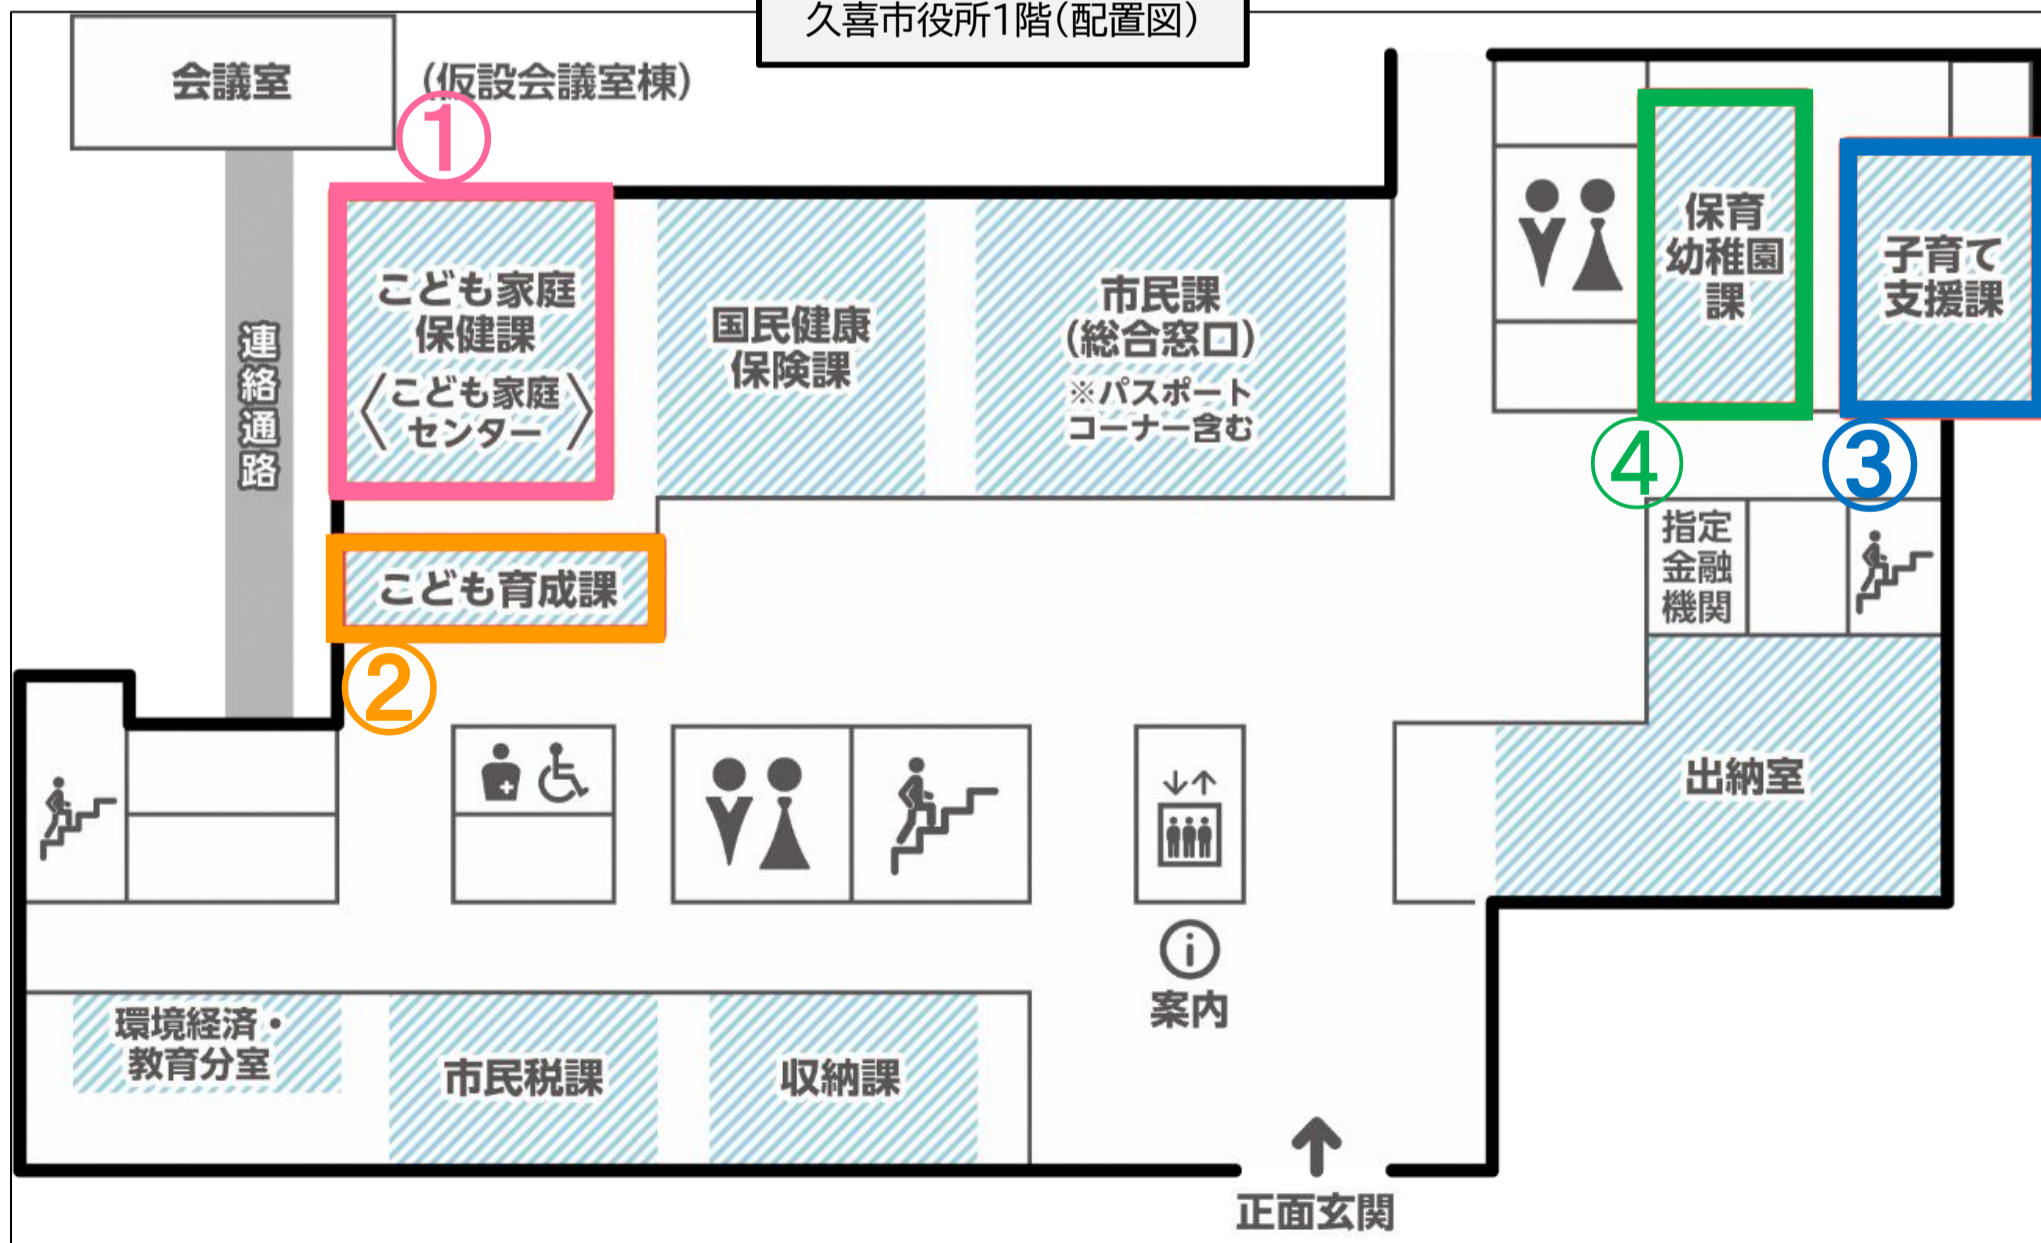 久喜市役所1階(配置図)
会議室
(仮設会議室棟)
①
こども家庭
保健課
〈こども家庭
センター〉
連絡通路
国民健康
保険課
市民課
(総合窓口)
※パスポート
コーナー含む
保育
幼稚園
課
子育て
支援課
④
③
こども育成課
②
指定
金融
機関
出納室
案内
環境経済・
教育分室
市民税課
収納課
正面玄関